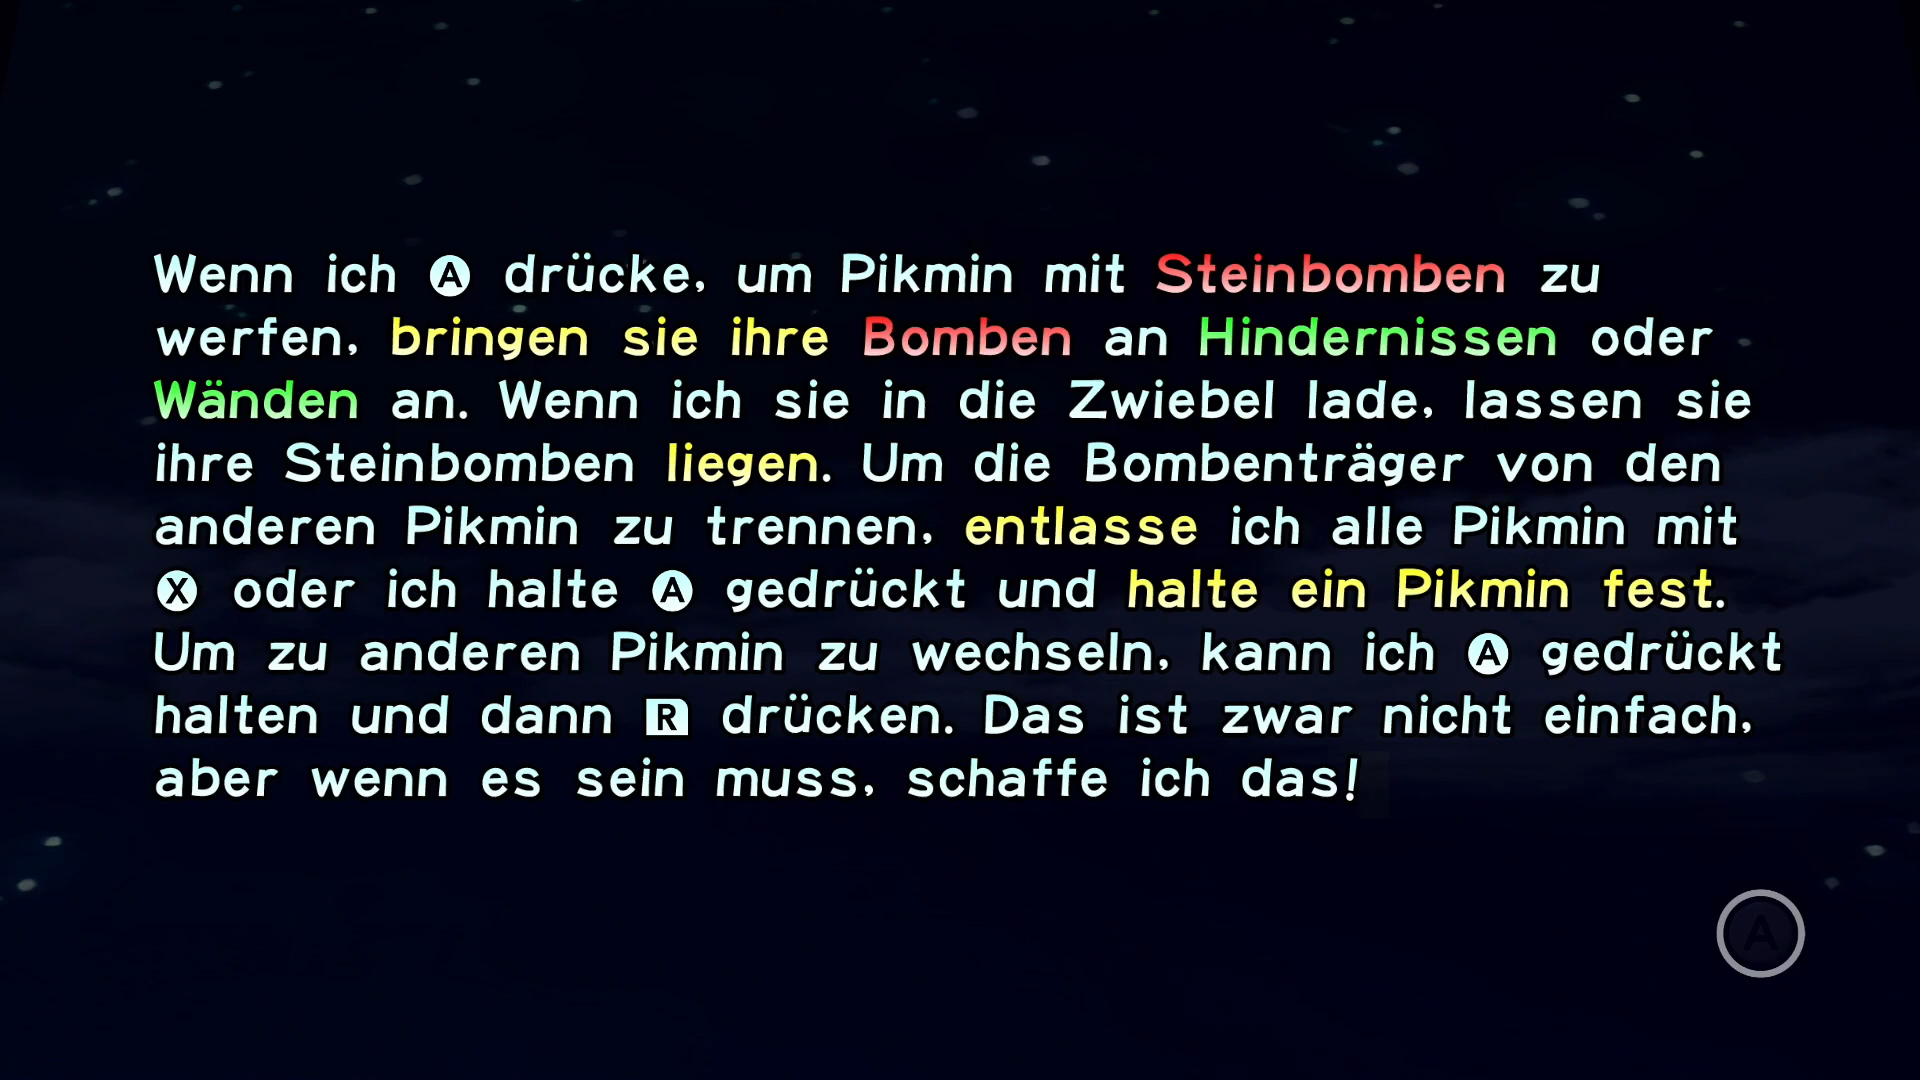 Wenn ich A drücke, um Pikmin mit Steinbomben zu
werfen, bringen sie ihre Bomben an Hindernissen oder
Wänden an. Wenn ich sie in die Zwiebel lade, lassen sie
ihre Steinbomben liegen. Um die Bombenträger von den
anderen Pikmin zu trennen, entlasse ich alle Pikmin mit
X oder ich halte A gedrückt und halte ein Pikmin fest.
Um zu anderen Pikmin zu wechseln, kann ich A gedrückt
halten und dann R drücken. Das ist zwar nicht einfach,
aber wenn es sein muss, schaffe ich das!
A